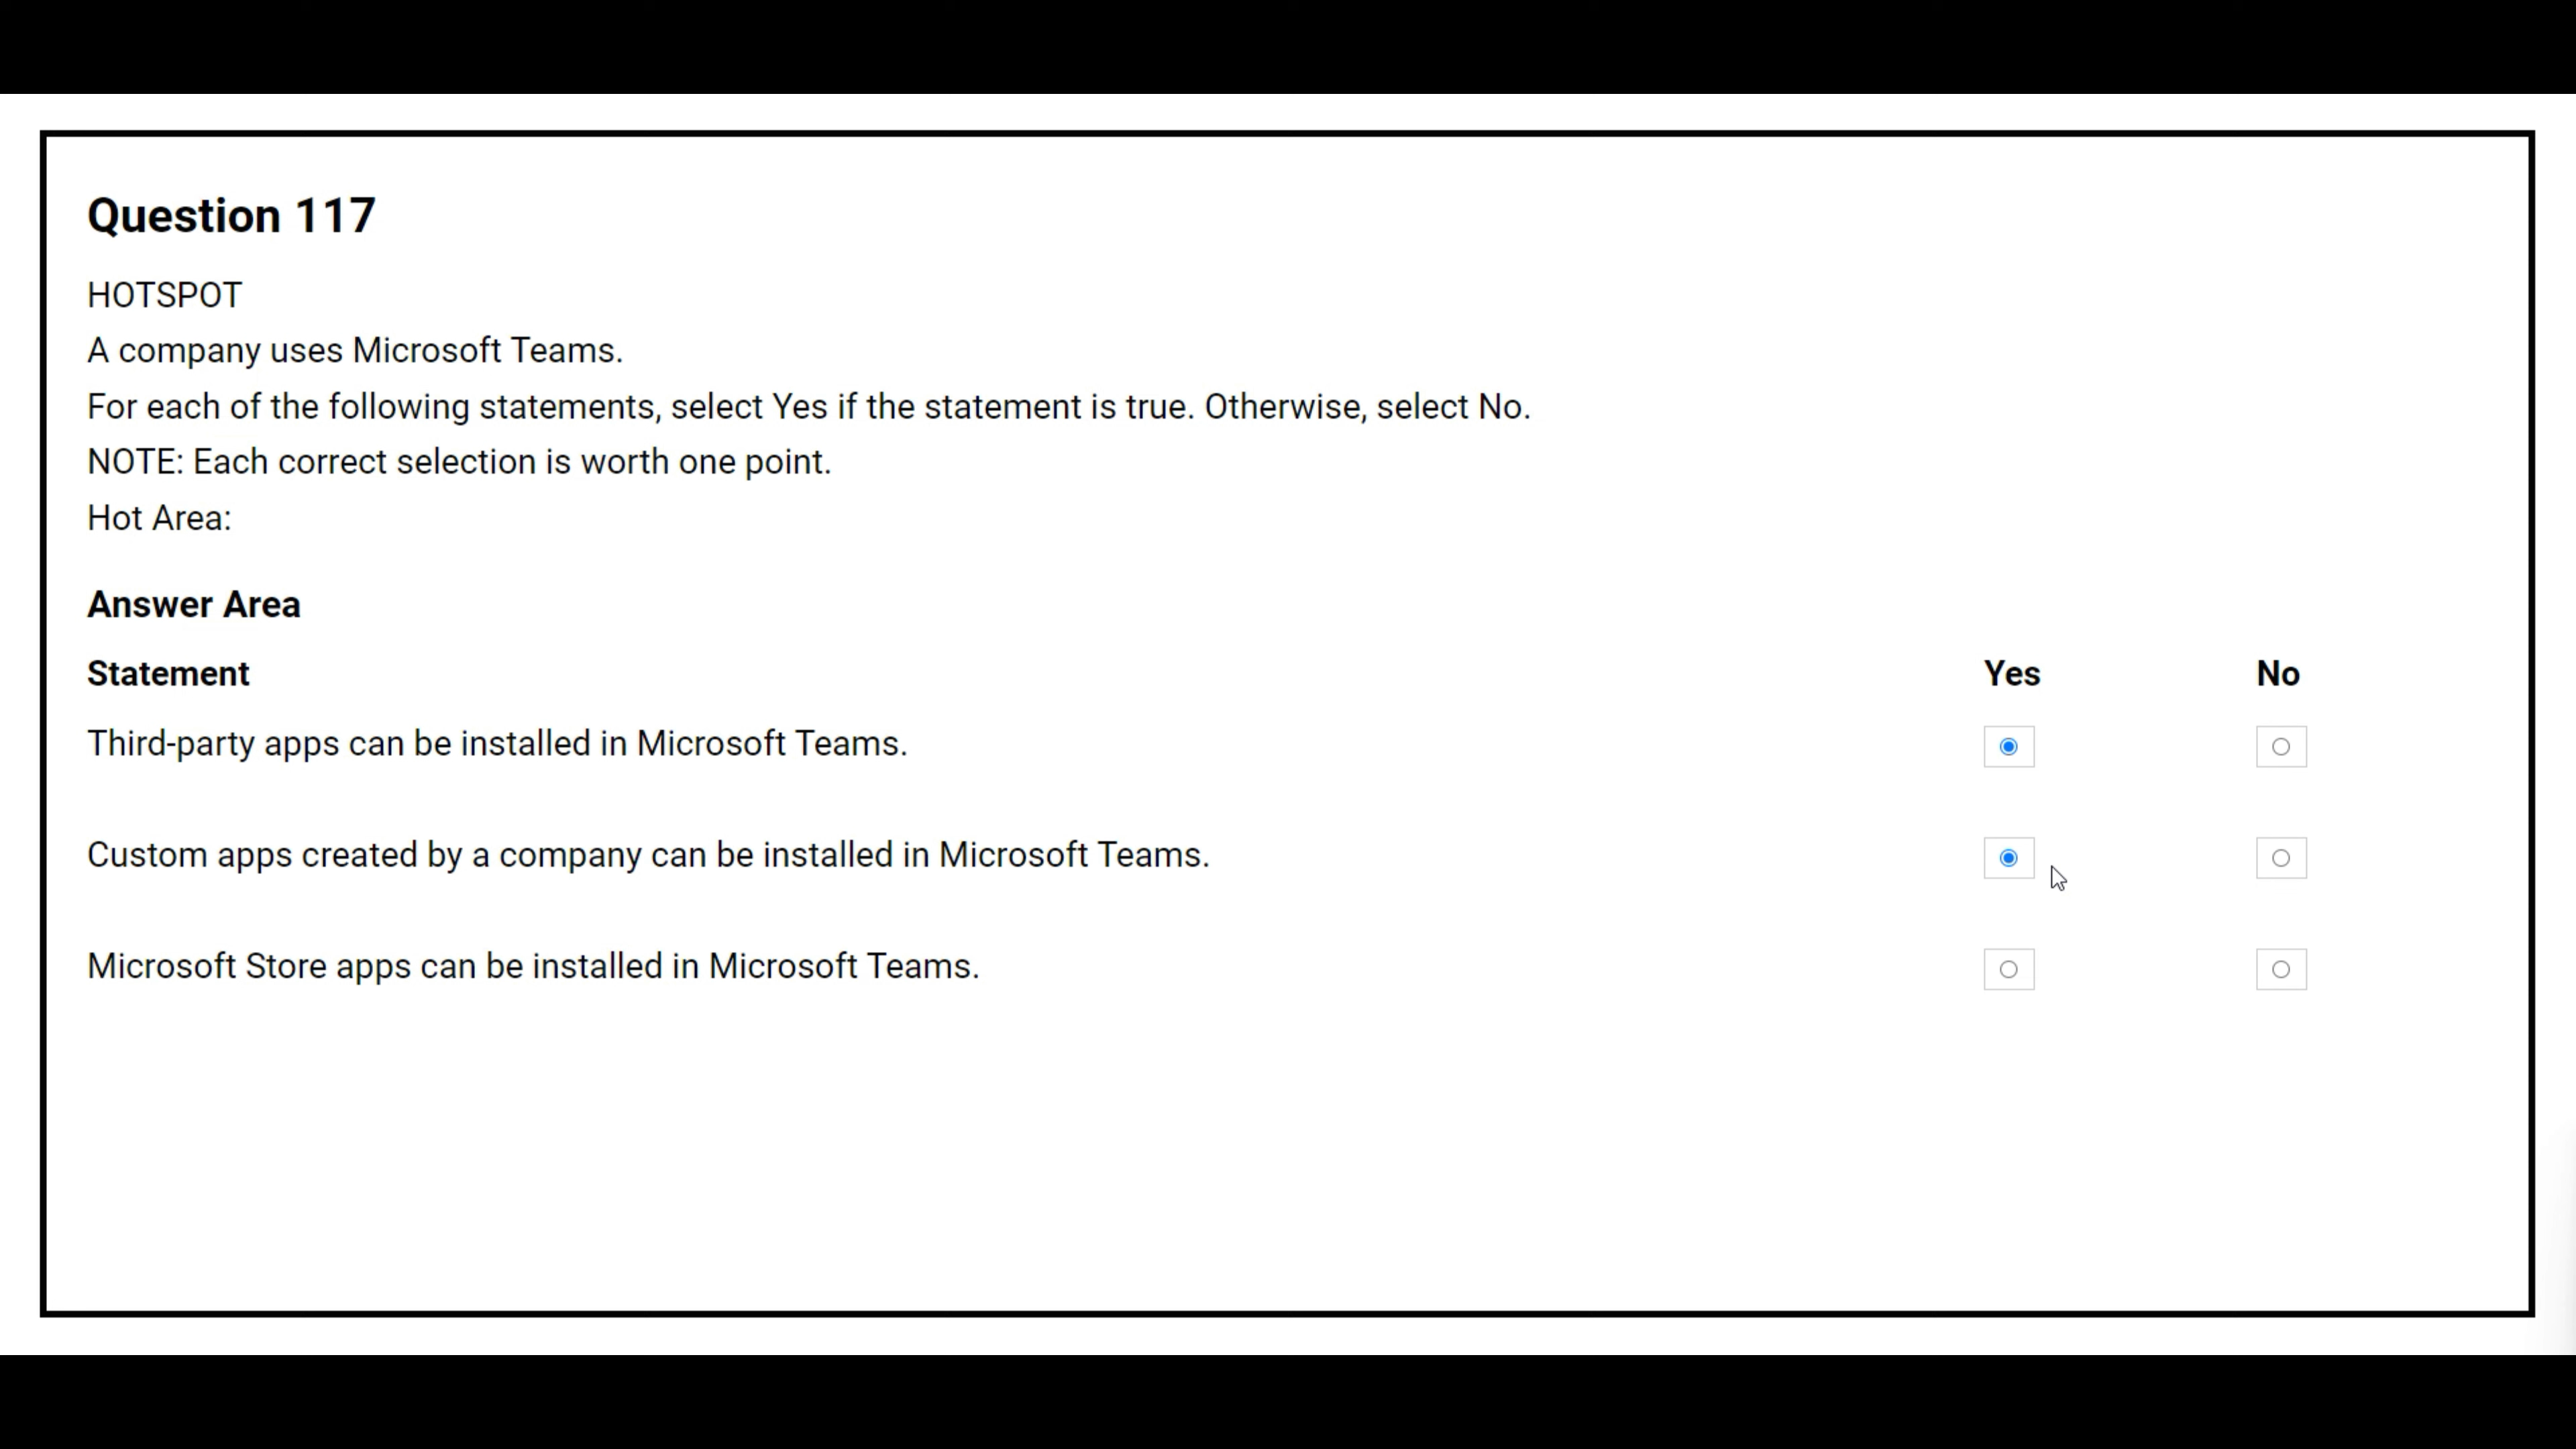 Question 117
HOTSPOT
A company uses Microsoft Teams.
For each of the following statements, select Yes if the statement is true. Otherwise, select No.
NOTE: Each correct selection is worth one point.
Hot Area:
Answer Area
Statement Yes No
Third-party apps can be installed in Microsoft Teams.
Custom apps created by a company can be installed in Microsoft Teams.
Microsoft Store apps can be installed in Microsoft Teams.